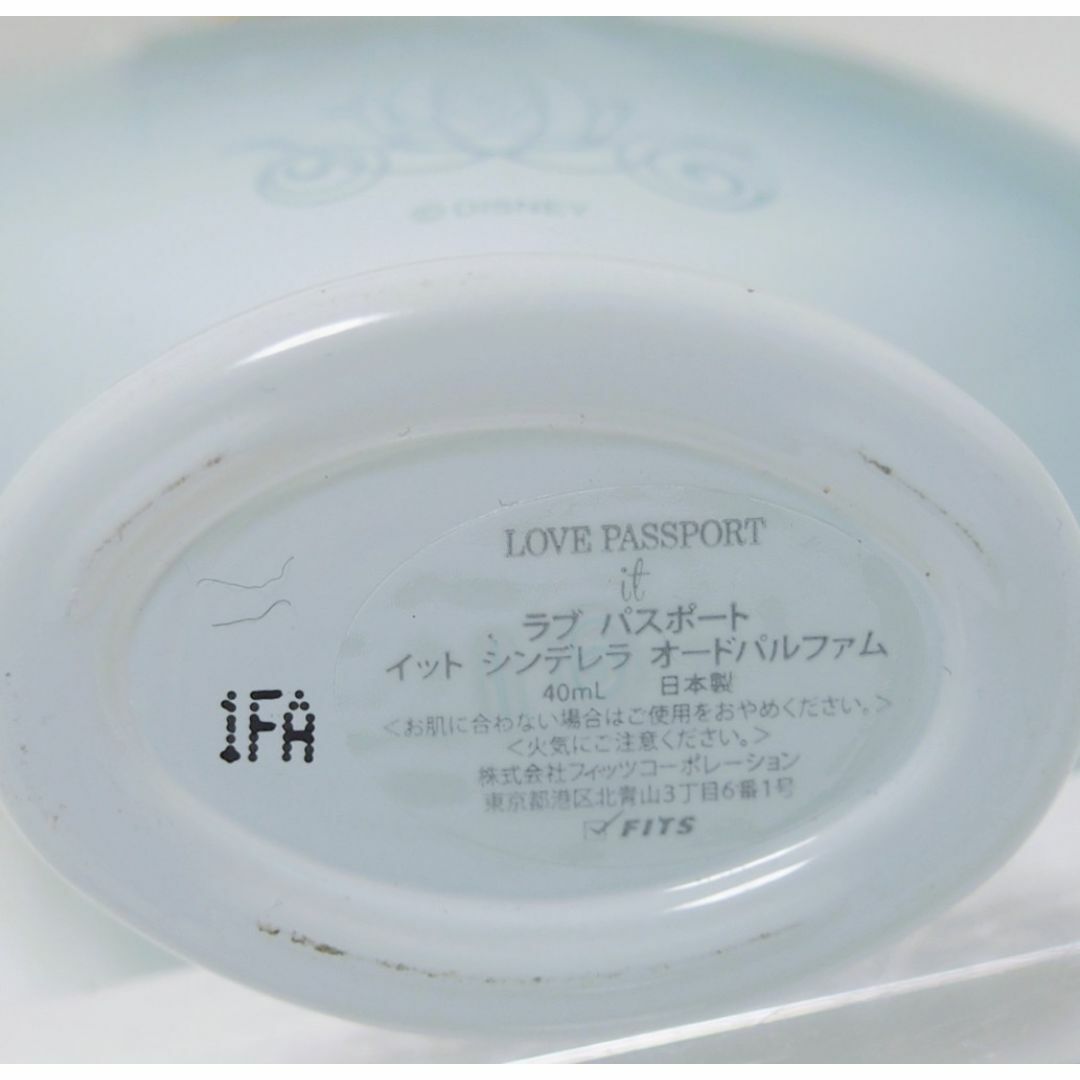 © DISNEY
LOVE PASSPORT
it
ラブ パスポート
イット シンデレラ オードパルファム
40mL 日本製
＜お肌に合わない場合はご使用をおやめください。＞
＜火気にご注意ください。＞
株式会社フィッツコーポレーション
東京都港区北青山3丁目6番1号
FITS
1FA